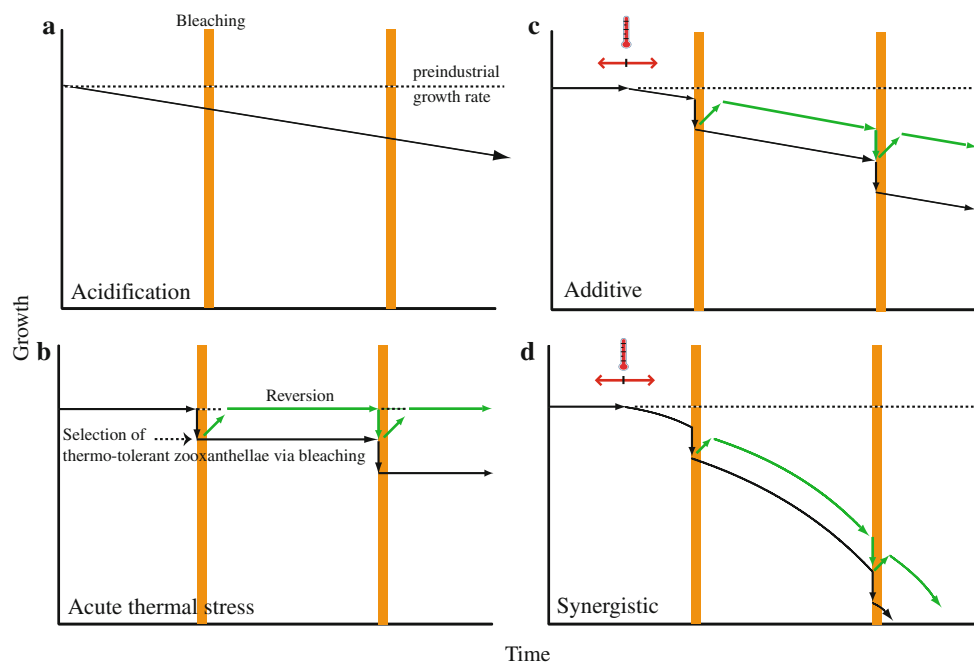 a
Bleaching
preindustrial
growth rate
Acidification
c
Additive
Growth
b
Reversion
Selection of
thermo-tolerant zooxanthellae via bleaching
Acute thermal stress
d
Synergistic
Time